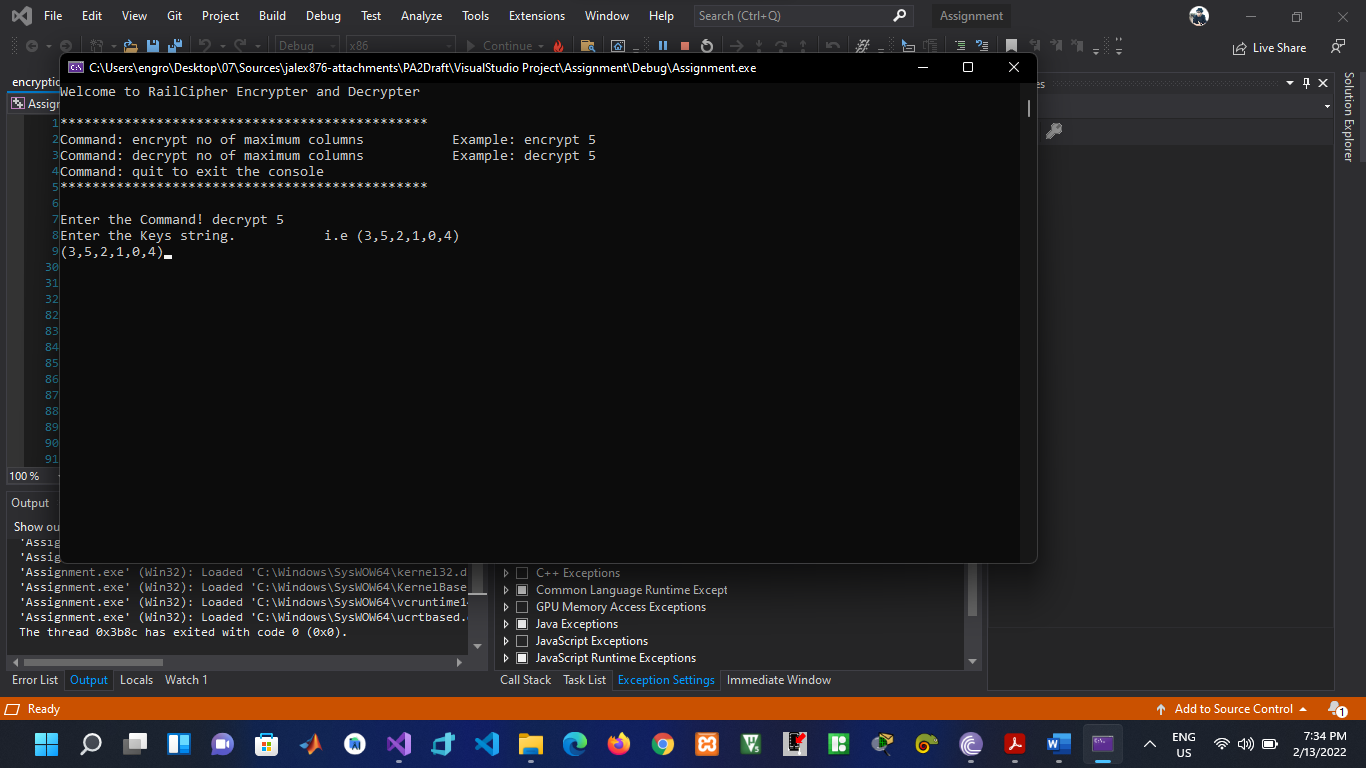 File Edit View Git Project Build Debug Test Analyze Tools Extensions Window Help Search (Ctrl+Q) Assignment
Debug x86 Continue Live Share
C:\Users\engro\Desktop\07\Sources\jalex876-attachments\PA2Draft\VisualStudio Project\Assignment\Debug\Assignment.exe
Welcome to RailCipher Encrypter and Decrypter
**********************************************
Command: encrypt no of maximum columns Example: encrypt 5
Command: decrypt no of maximum columns Example: decrypt 5
Command: quit to exit the console
**********************************************
Enter the Command! decrypt 5
Enter the Keys string. i.e (3,5,2,1,0,4)
(3,5,2,1,0,4)
encryptio
Assign
1
2
3
4
5
6
7
8
9
30
31
32
82
83
84
85
86
87
88
89
90
91
100 %
Solution Explorer
Output
Show ou
'Assig
'Assig
'Assignment.exe' (Win32): Loaded 'C:\Windows\SysWOW64\kernel32.d
'Assignment.exe' (Win32): Loaded 'C:\Windows\SysWOW64\KernelBase
'Assignment.exe' (Win32): Loaded 'C:\Windows\SysWOW64\vcruntime14
'Assignment.exe' (Win32): Loaded 'C:\Windows\SysWOW64\ucrtbased.
The thread 0x3b8c has exited with code 0 (0x0).
C++ Exceptions
Common Language Runtime Except
GPU Memory Access Exceptions
Java Exceptions
JavaScript Exceptions
JavaScript Runtime Exceptions
Error List Output Locals Watch 1
Call Stack Task List Exception Settings Immediate Window
Ready Add to Source Control 1
ENG
US
7:34 PM
2/13/2022